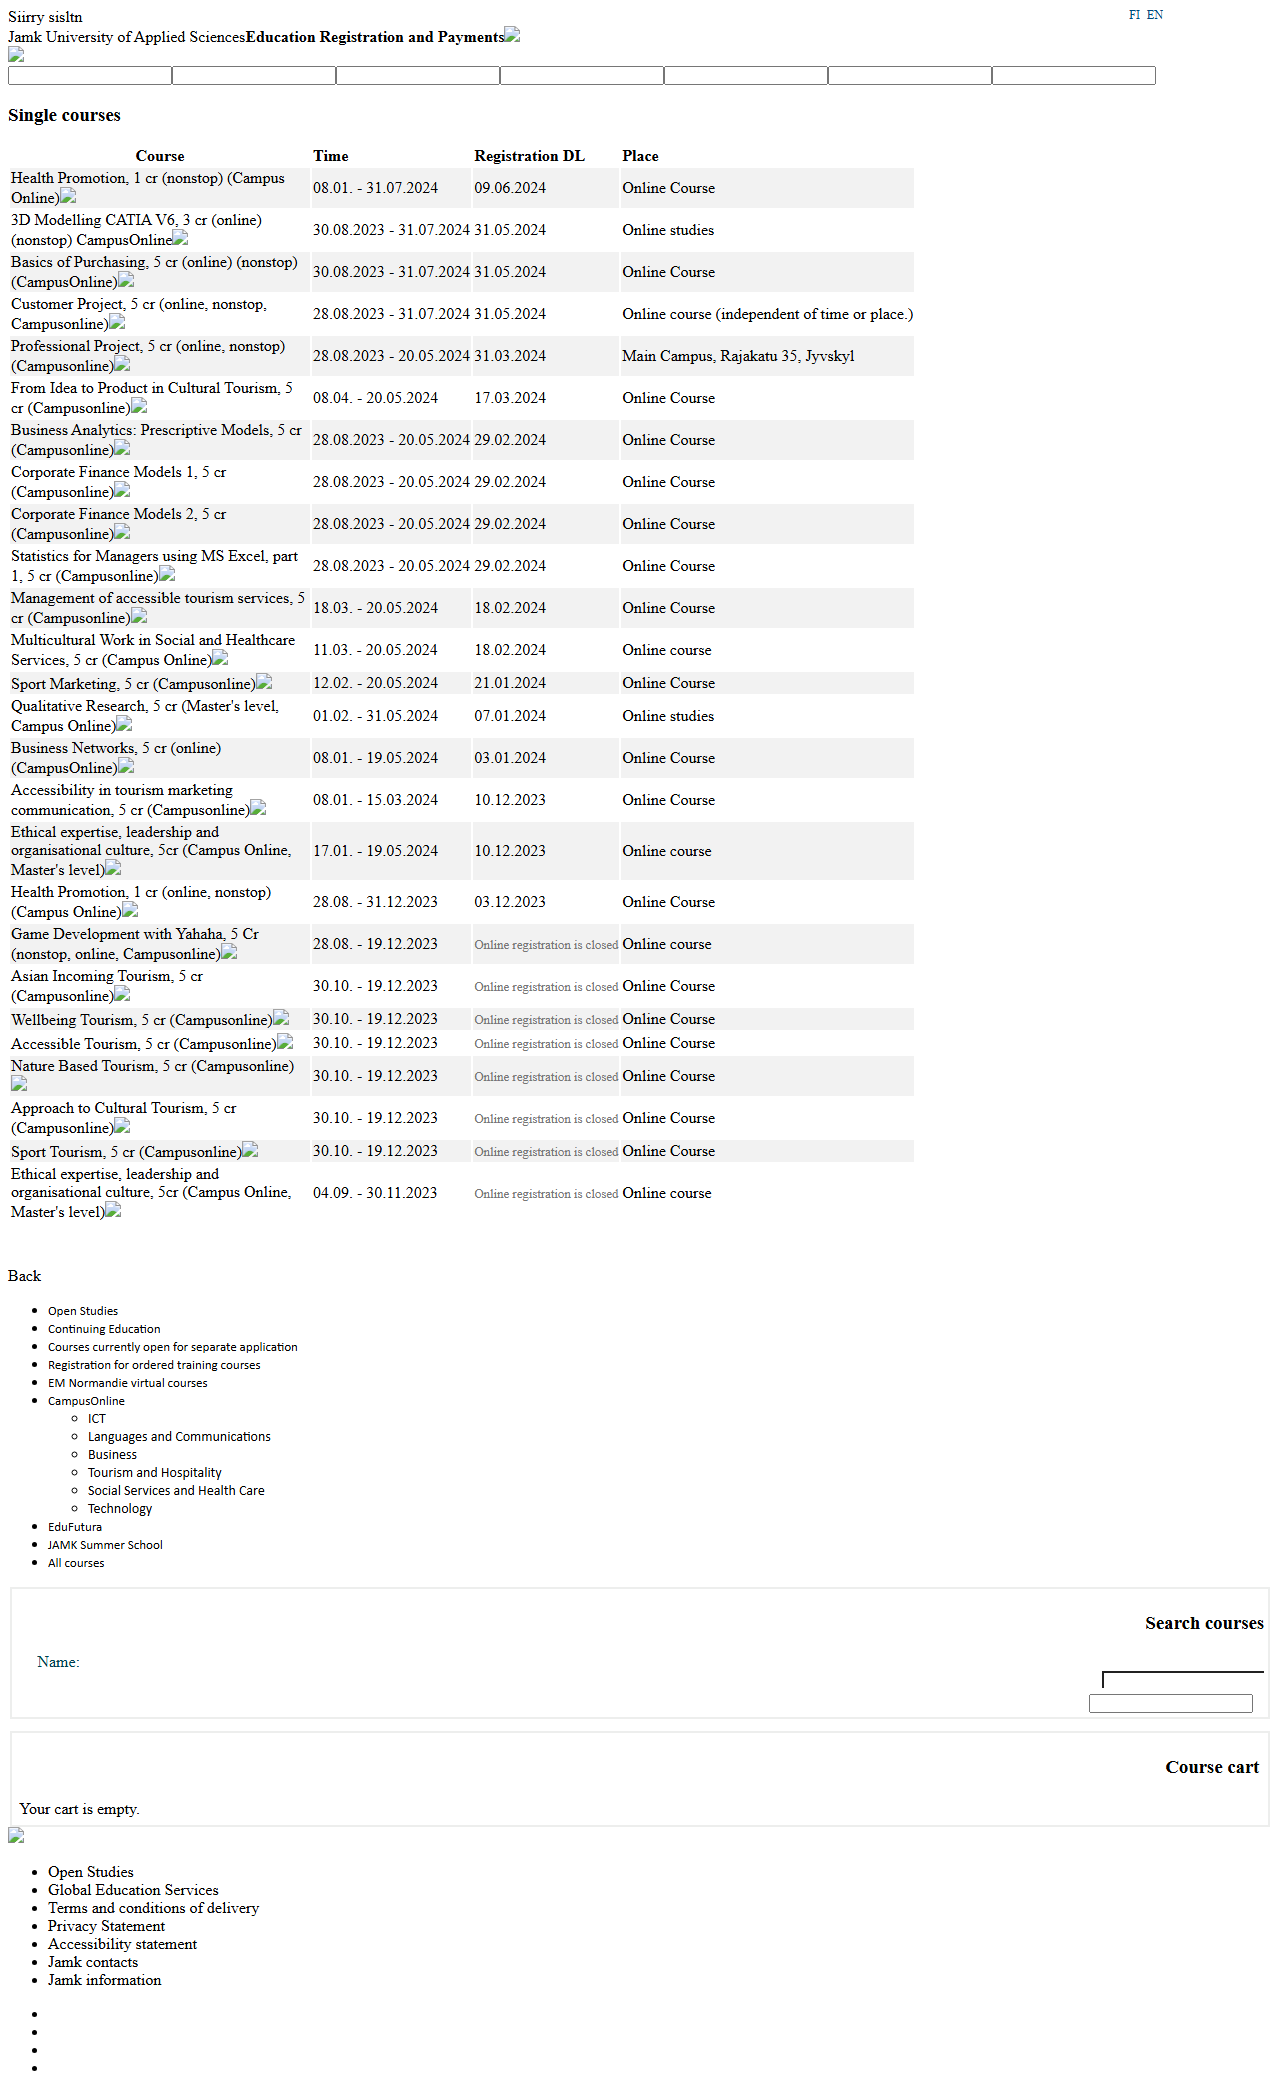 Siirry sisltn
FI EN
Jamk University of Applied SciencesEducation Registration and Payments
Single courses
Course Time Registration DL Place
Health Promotion, 1 cr (nonstop) (Campus
Online) 08.01. - 31.07.2024 09.06.2024 Online Course
3D Modelling CATIA V6, 3 cr (online)
(nonstop) CampusOnline 30.08.2023 - 31.07.2024 31.05.2024 Online studies
Basics of Purchasing, 5 cr (online) (nonstop)
(CampusOnline) 30.08.2023 - 31.07.2024 31.05.2024 Online Course
Customer Project, 5 cr (online, nonstop,
Campusonline) 28.08.2023 - 31.07.2024 31.05.2024 Online course (independent of time or place.)
Professional Project, 5 cr (online, nonstop)
(Campusonline) 28.08.2023 - 20.05.2024 31.03.2024 Main Campus, Rajakatu 35, Jyvskyl
From Idea to Product in Cultural Tourism, 5
cr (Campusonline) 08.04. - 20.05.2024 17.03.2024 Online Course
Business Analytics: Prescriptive Models, 5 cr
(Campusonline) 28.08.2023 - 20.05.2024 29.02.2024 Online Course
Corporate Finance Models 1, 5 cr
(Campusonline) 28.08.2023 - 20.05.2024 29.02.2024 Online Course
Corporate Finance Models 2, 5 cr
(Campusonline) 28.08.2023 - 20.05.2024 29.02.2024 Online Course
Statistics for Managers using MS Excel, part
1, 5 cr (Campusonline) 28.08.2023 - 20.05.2024 29.02.2024 Online Course
Management of accessible tourism services, 5
cr (Campusonline) 18.03. - 20.05.2024 18.02.2024 Online Course
Multicultural Work in Social and Healthcare
Services, 5 cr (Campus Online) 11.03. - 20.05.2024 18.02.2024 Online course
Sport Marketing, 5 cr (Campusonline) 12.02. - 20.05.2024 21.01.2024 Online Course
Qualitative Research, 5 cr (Master's level,
Campus Online) 01.02. - 31.05.2024 07.01.2024 Online studies
Business Networks, 5 cr (online)
(CampusOnline) 08.01. - 19.05.2024 03.01.2024 Online Course
Accessibility in tourism marketing
communication, 5 cr (Campusonline) 08.01. - 15.03.2024 10.12.2023 Online Course
Ethical expertise, leadership and
organisational culture, 5cr (Campus Online,
Master's level) 17.01. - 19.05.2024 10.12.2023 Online course
Health Promotion, 1 cr (online, nonstop)
(Campus Online) 28.08. - 31.12.2023 03.12.2023 Online Course
Game Development with Yahaha, 5 Cr
(nonstop, online, Campusonline) 28.08. - 19.12.2023 Online registration is closed Online course
Asian Incoming Tourism, 5 cr
(Campusonline) 30.10. - 19.12.2023 Online registration is closed Online Course
Wellbeing Tourism, 5 cr (Campusonline) 30.10. - 19.12.2023 Online registration is closed Online Course
Accessible Tourism, 5 cr (Campusonline) 30.10. - 19.12.2023 Online registration is closed Online Course
Nature Based Tourism, 5 cr (Campusonline) 30.10. - 19.12.2023 Online registration is closed Online Course
Approach to Cultural Tourism, 5 cr
(Campusonline) 30.10. - 19.12.2023 Online registration is closed Online Course
Sport Tourism, 5 cr (Campusonline) 30.10. - 19.12.2023 Online registration is closed Online Course
Ethical expertise, leadership and
organisational culture, 5cr (Campus Online,
Master's level) 04.09. - 30.11.2023 Online registration is closed Online course
Back
Open Studies
Continuing Education
Courses currently open for separate application
Registration for ordered training courses
EM Normandie virtual courses
CampusOnline
ICT
Languages and Communications
Business
Tourism and Hospitality
Social Services and Health Care
Technology
EduFutura
JAMK Summer School
All courses
Search courses
Name:
Course cart
Your cart is empty.
Open Studies
Global Education Services
Terms and conditions of delivery
Privacy Statement
Accessibility statement
Jamk contacts
Jamk information